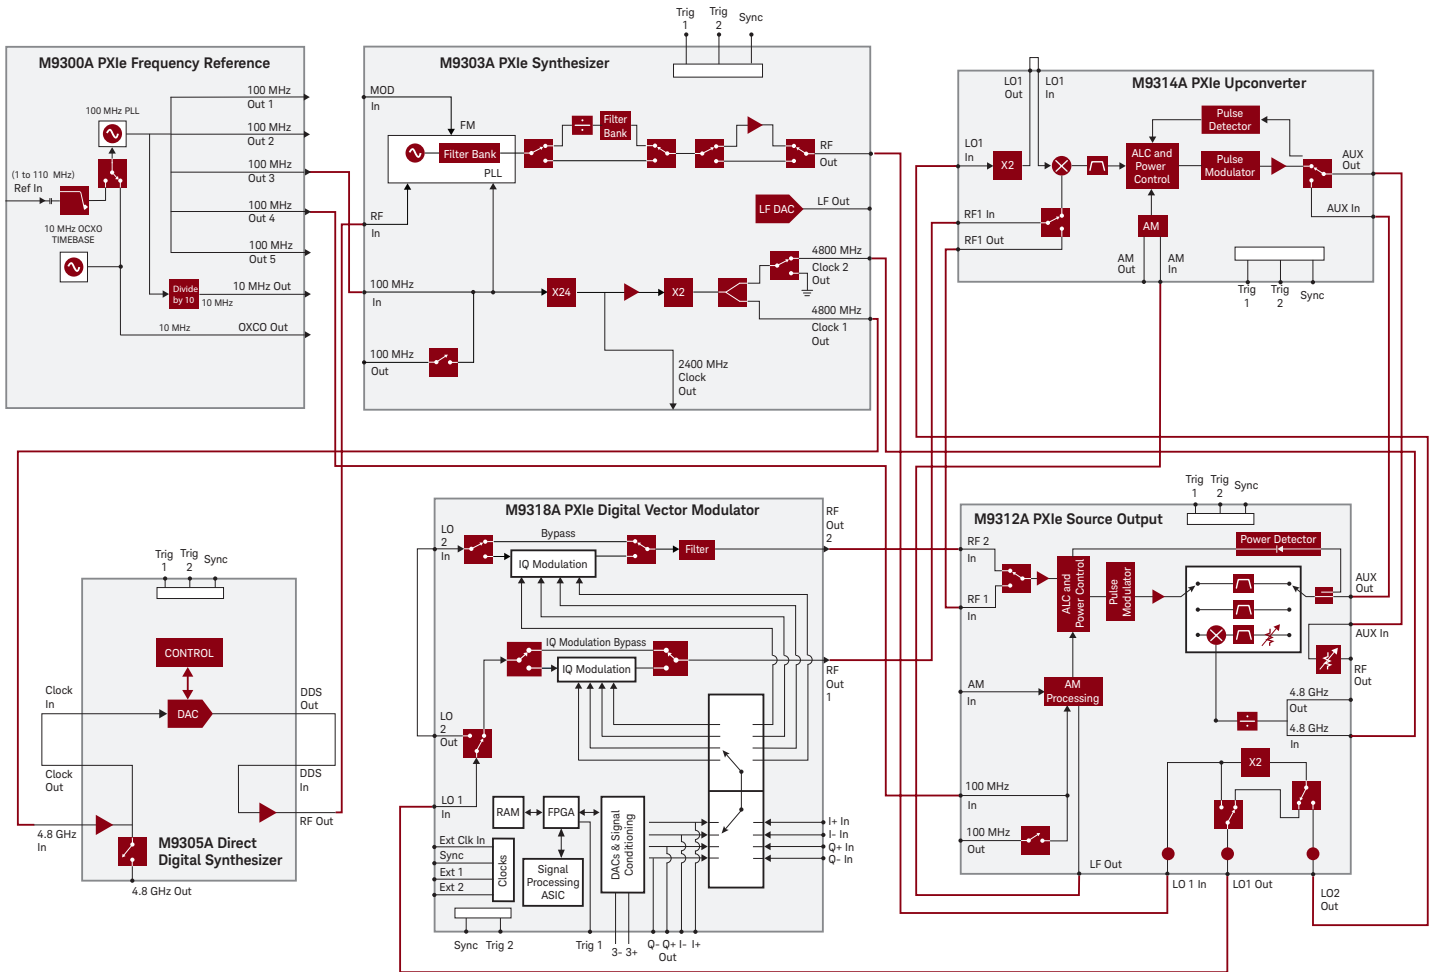 M9300A PXIe Frequency Reference
100 MHz
Out 1
100 MHz PLL
100 MHz
Out 2
100 MHz
Out 3
(1 to 110 MHz)
Ref In
100 MHz
Out 4
10 MHz OCXO
TIMEBASE
100 MHz
Out 5
Divide
by 10
10 MHz Out
10 MHz
10 MHz
OXCO Out
Trig
1
Trig
2
Sync
M9303A PXIe Synthesizer
MOD
In
FM
Filter Bank
PLL
Filter
Bank
RF
Out
RF
In
LF DAC
LF Out
4800 MHz
Clock 2
Out
100 MHz
In
X24
X2
4800 MHz
Clock 1
Out
100 MHz
Out
2400 MHz
Clock
Out
M9314A PXIe Upconverter
LO1
Out
LO1
In
Pulse
Detector
LO1
In
X2
ALC and
Power
Control
Pulse
Modulator
AUX
Out
AUX In
RF1 In
RF1 Out
AM
AM
Out
AM
In
Trig
1
Trig
2
Sync
Trig
1
Trig
2
Sync
CONTROL
DAC
Clock
In
DDS
Out
Clock
Out
DDS
In
RF Out
4.8 GHz
In
M9305A Direct
Digital Synthesizer
4.8 GHz Out
M9318A PXIe Digital Vector Modulator
LO
2
In
Bypass
IQ Modulation
Filter
RF
Out
2
IQ Modulation Bypass
IQ Modulation
RF
Out
1
LO
2
Out
LO 1
In
RAM
FPGA
DACs & Signal
Conditioning
Ext Clk In
Sync
Ext 1
Ext 2
Clocks
Signal
Processing
ASIC
I+ In
I- In
Q+ In
Q- In
Sync
Trig 2
Trig 1
3- 3+
Q- Q+ I- I+
Out
Trig
1
Trig
2
Sync
M9312A PXIe Source Output
RF 2
In
RF 1
In
ALC and
Power Control
Pulse
Modulator
Power Detector
AUX
Out
AUX In
RF
Out
AM
In
AM
Processing
4.8 GHz
Out
4.8 GHz
In
X2
100 MHz
In
100 MHz
Out
LF Out
LO 1 In
LO1 Out
LO2
Out